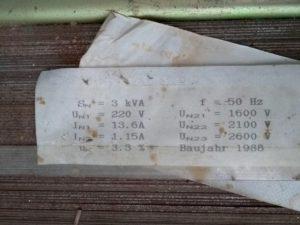 SN = 3 kVA f = 50 Hz
UN1 = 220 V UN21 = 1600 V
IN1 = 13.6A UN22 = 2100 V
IN2 = 1.15A UN23 = 2600 V
uk = 3.3 % Baujahr 1988